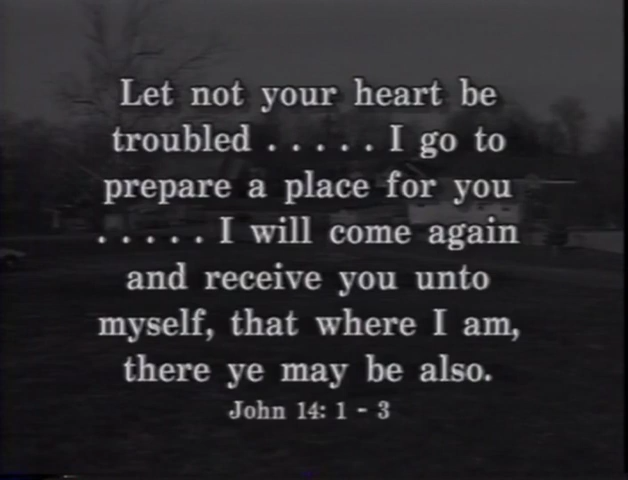 Let not your heart be
troubled . . . . . I go to
prepare a place for you
. . . . . I will come again
and receive you unto
myself, that where I am,
there ye may be also.
John 14: 1 - 3